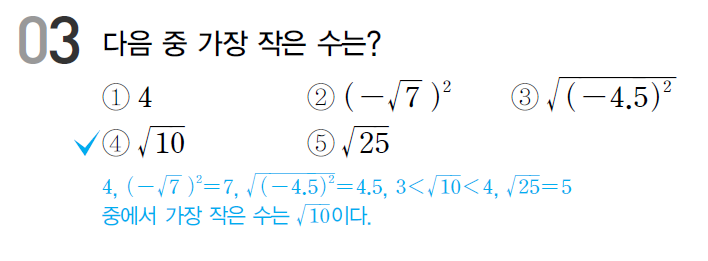 03 다음 중 가장 작은 수는?
① 4 ② (-√7 )² ③ √(-4.5)²
④ √10 ⑤ √25
4, (-√7 )²=7, √(-4.5)²=4.5, 3<√10<4, √25=5
중에서 가장 작은 수는 √10이다.